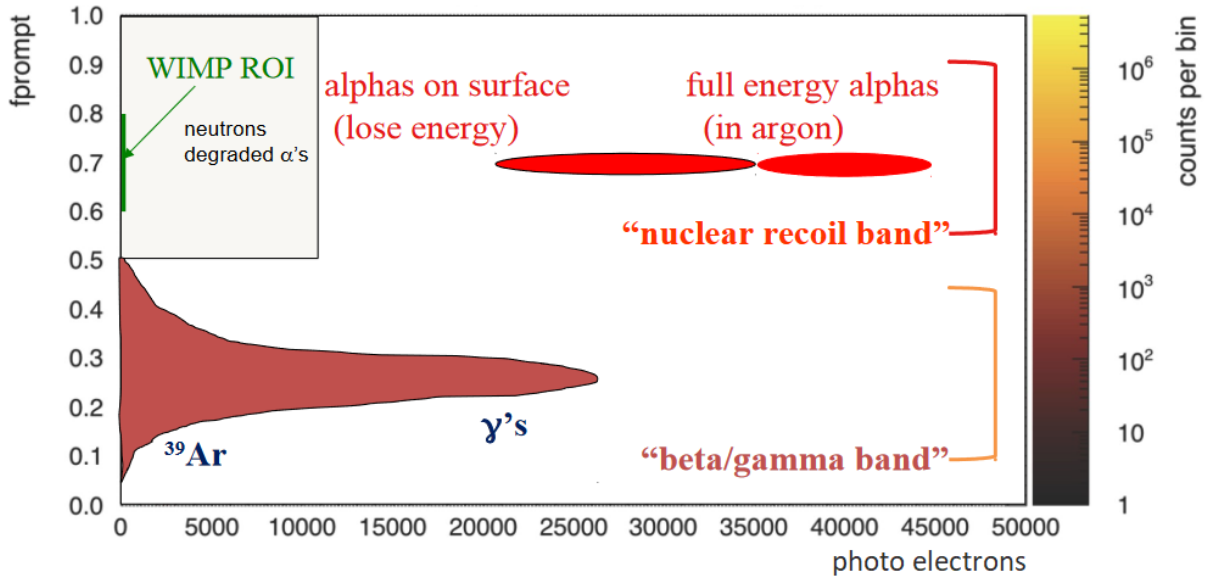 fprompt
1.0
0.9
0.8
0.7
0.6
0.5
0.4
0.3
0.2
0.1
0.0
WIMP ROI
neutrons
degraded α's
alphas on surface
(lose energy)
full energy alphas
(in argon)
“nuclear recoil band”
³⁹Ar
γ's
“beta/gamma band”
0 5000 10000 15000 20000 25000 30000 35000 40000 45000 50000
photo electrons
10⁶
10⁵
10⁴
10³
10²
10
1
counts per bin